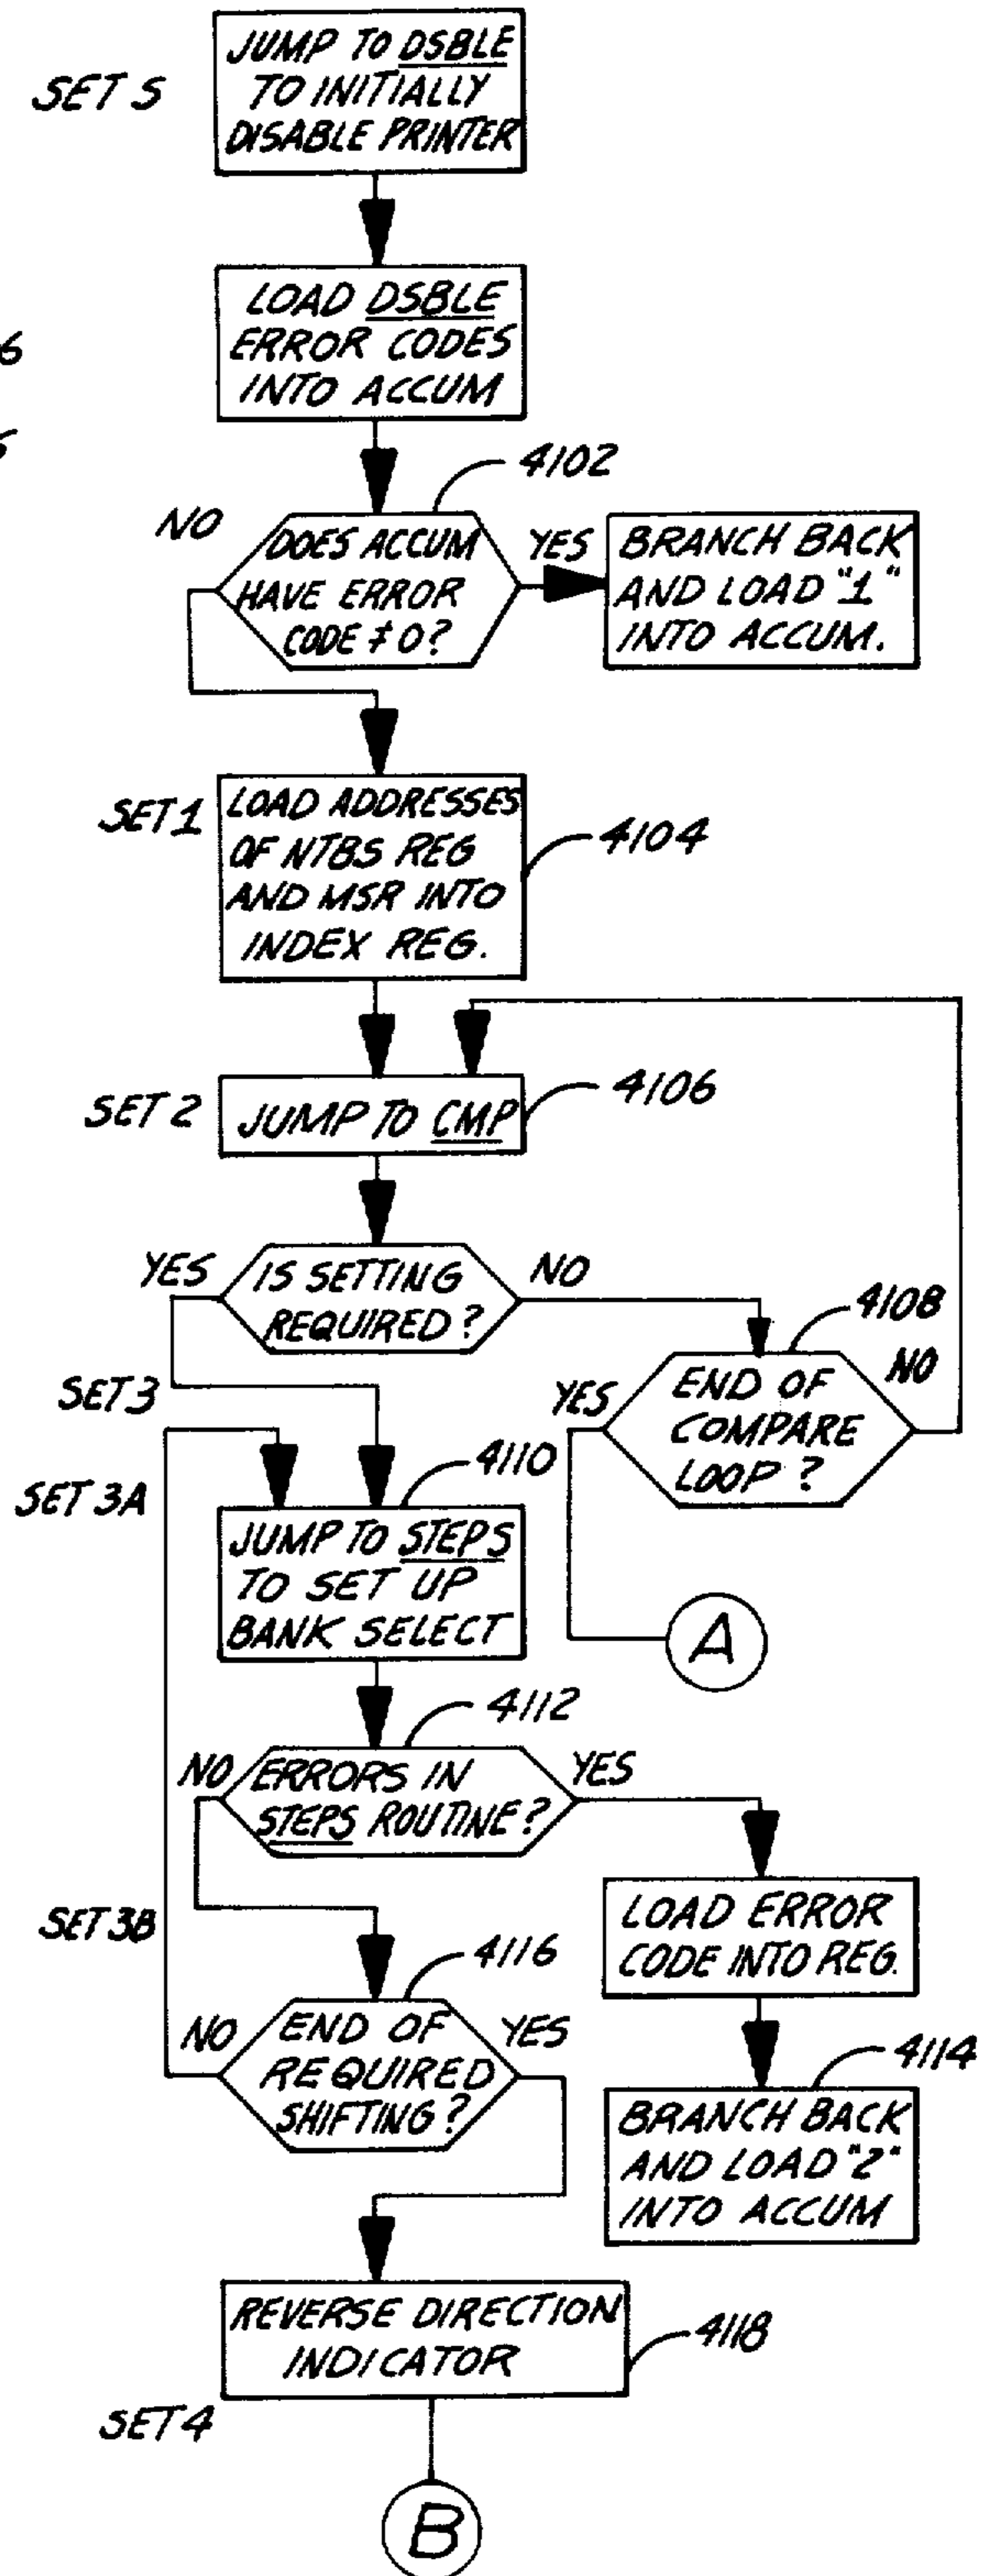 SET S
JUMP TO DSBLE
TO INITIALLY
DISABLE PRINTER
LOAD DSBLE
ERROR CODES
INTO ACCUM
6
5
4102
NO
DOES ACCUM
HAVE ERROR
CODE ≠ 0?
YES
BRANCH BACK
AND LOAD "1"
INTO ACCUM.
SET 1
LOAD ADDRESSES
OF NTBS REG
AND MSR INTO
INDEX REG.
4104
SET 2
JUMP TO CMP
4106
YES
IS SETTING
REQUIRED?
NO
4108
YES
END OF
COMPARE
LOOP?
NO
SET 3
SET 3A
4110
JUMP TO STEPS
TO SET UP
BANK SELECT
A
4112
NO
ERRORS IN
STEPS ROUTINE?
YES
LOAD ERROR
CODE INTO REG.
SET 3B
4116
NO
END OF
REQUIRED
SHIFTING?
YES
4114
BRANCH BACK
AND LOAD "2"
INTO ACCUM
REVERSE DIRECTION
INDICATOR
4118
SET 4
B